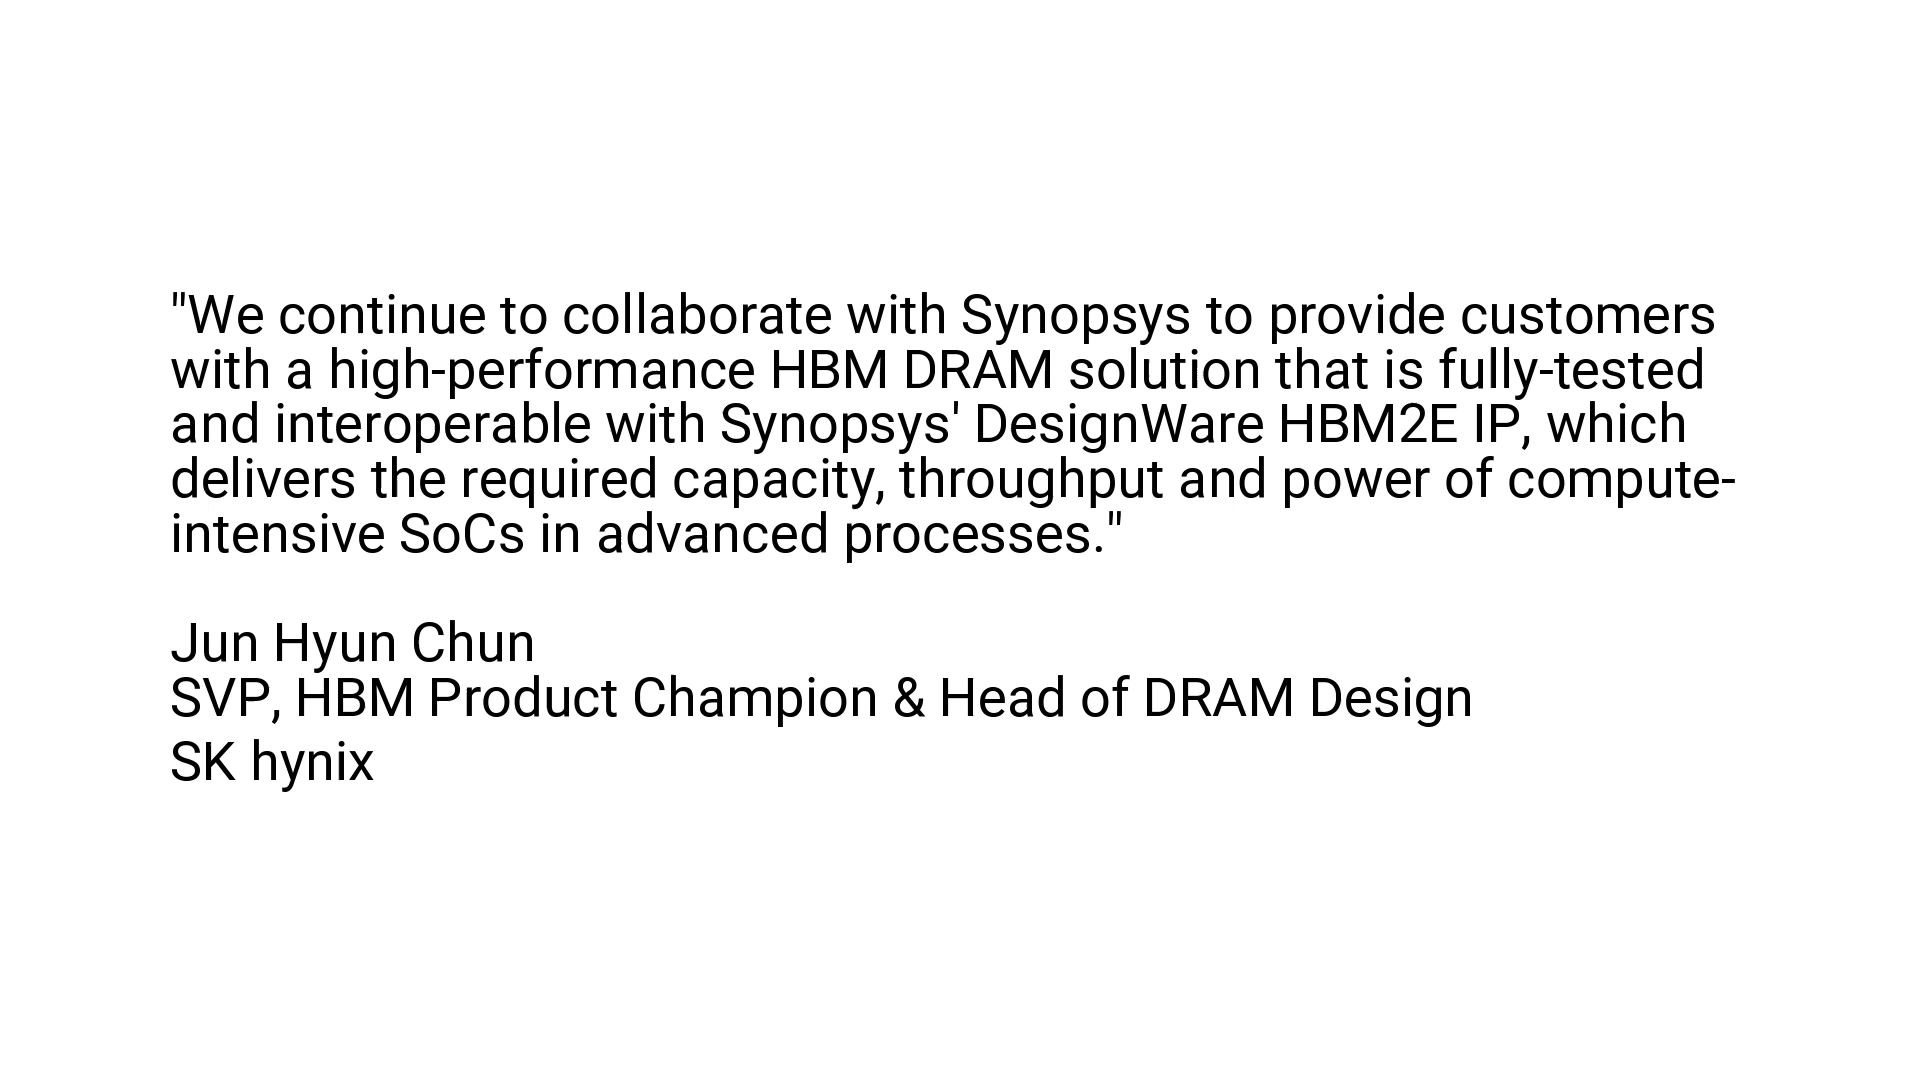 "We continue to collaborate with Synopsys to provide customers
with a high-performance HBM DRAM solution that is fully-tested
and interoperable with Synopsys' DesignWare HBM2E IP, which
delivers the required capacity, throughput and power of compute-
intensive SoCs in advanced processes."
Jun Hyun Chun
SVP, HBM Product Champion & Head of DRAM Design
SK hynix